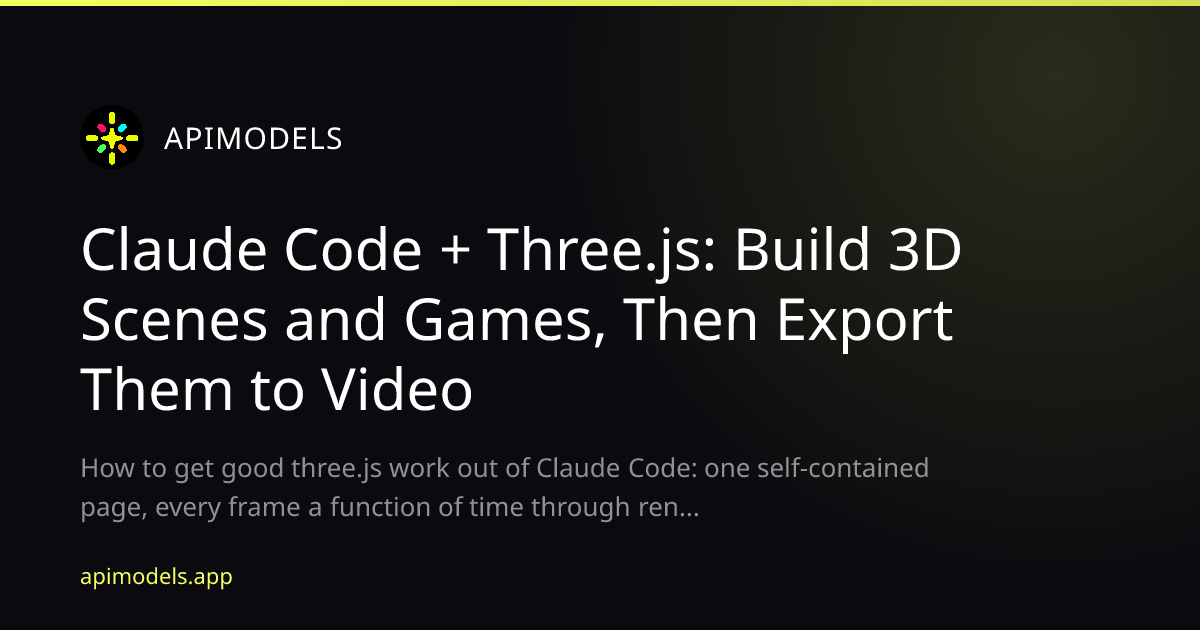 APIMODELS
Claude Code + Three.js: Build 3D
Scenes and Games, Then Export
Them to Video
How to get good three.js work out of Claude Code: one self-contained
page, every frame a function of time through ren...
apimodels.app